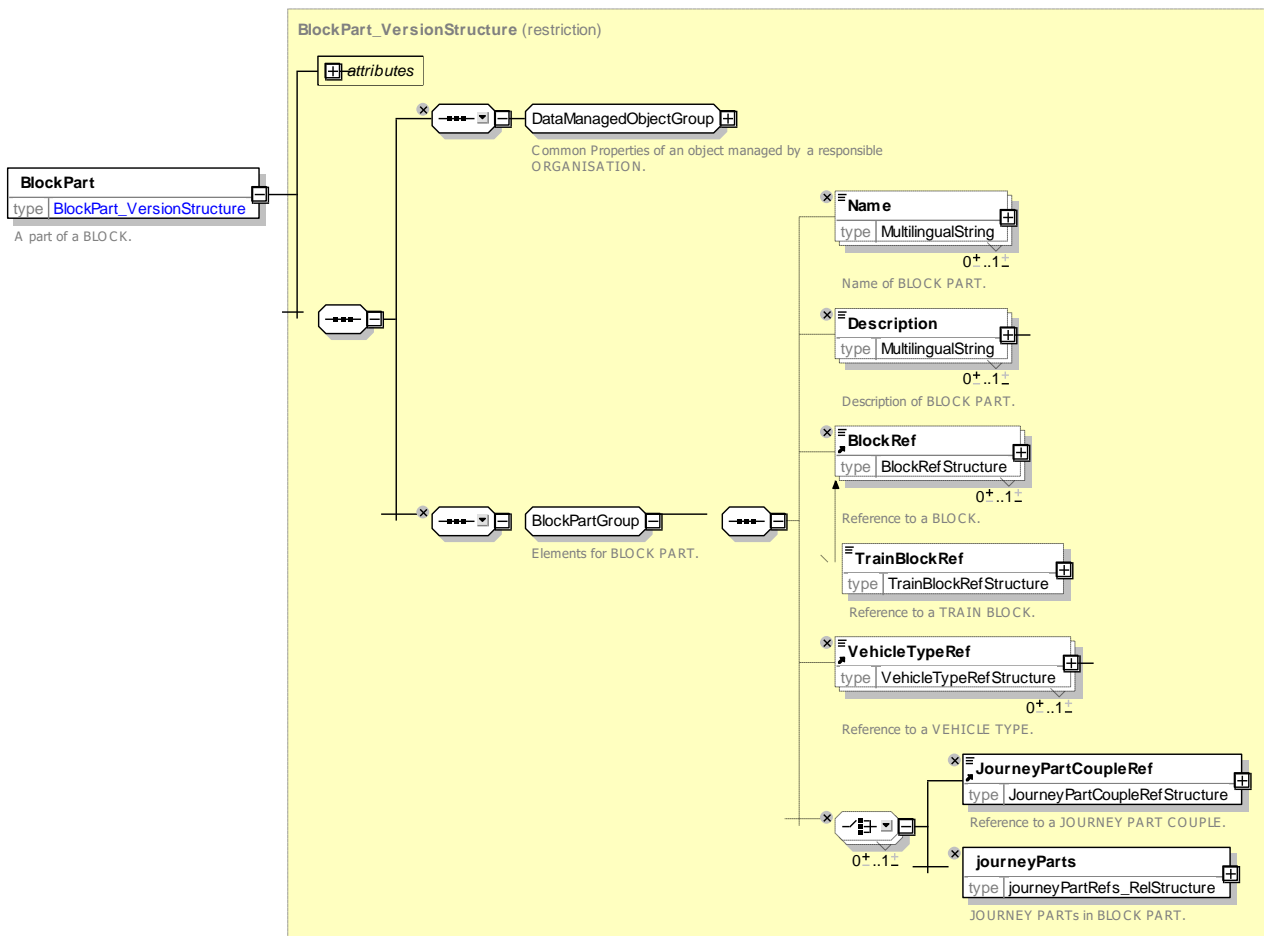 BlockPart_VersionStructure (restriction)
attributes
DataManagedObjectGroup
Common Properties of an object managed by a responsible
ORGANISATION.
BlockPart
type BlockPart_VersionStructure
A part of a BLOCK.
Name
type MultilingualString
0±..1±
Name of BLOCK PART.
Description
type MultilingualString
0±..1±
Description of BLOCK PART.
BlockRef
type BlockRefStructure
0±..1±
Reference to a BLOCK.
BlockPartGroup
Elements for BLOCK PART.
TrainBlockRef
type TrainBlockRefStructure
Reference to a TRAIN BLOCK.
VehicleTypeRef
type VehicleTypeRefStructure
0±..1±
Reference to a VEHICLE TYPE.
JourneyPartCoupleRef
type JourneyPartCoupleRefStructure
Reference to a JOURNEY PART COUPLE.
0±..1±
journeyParts
type journeyPartRefs_RelStructure
JOURNEY PARTs in BLOCK PART.